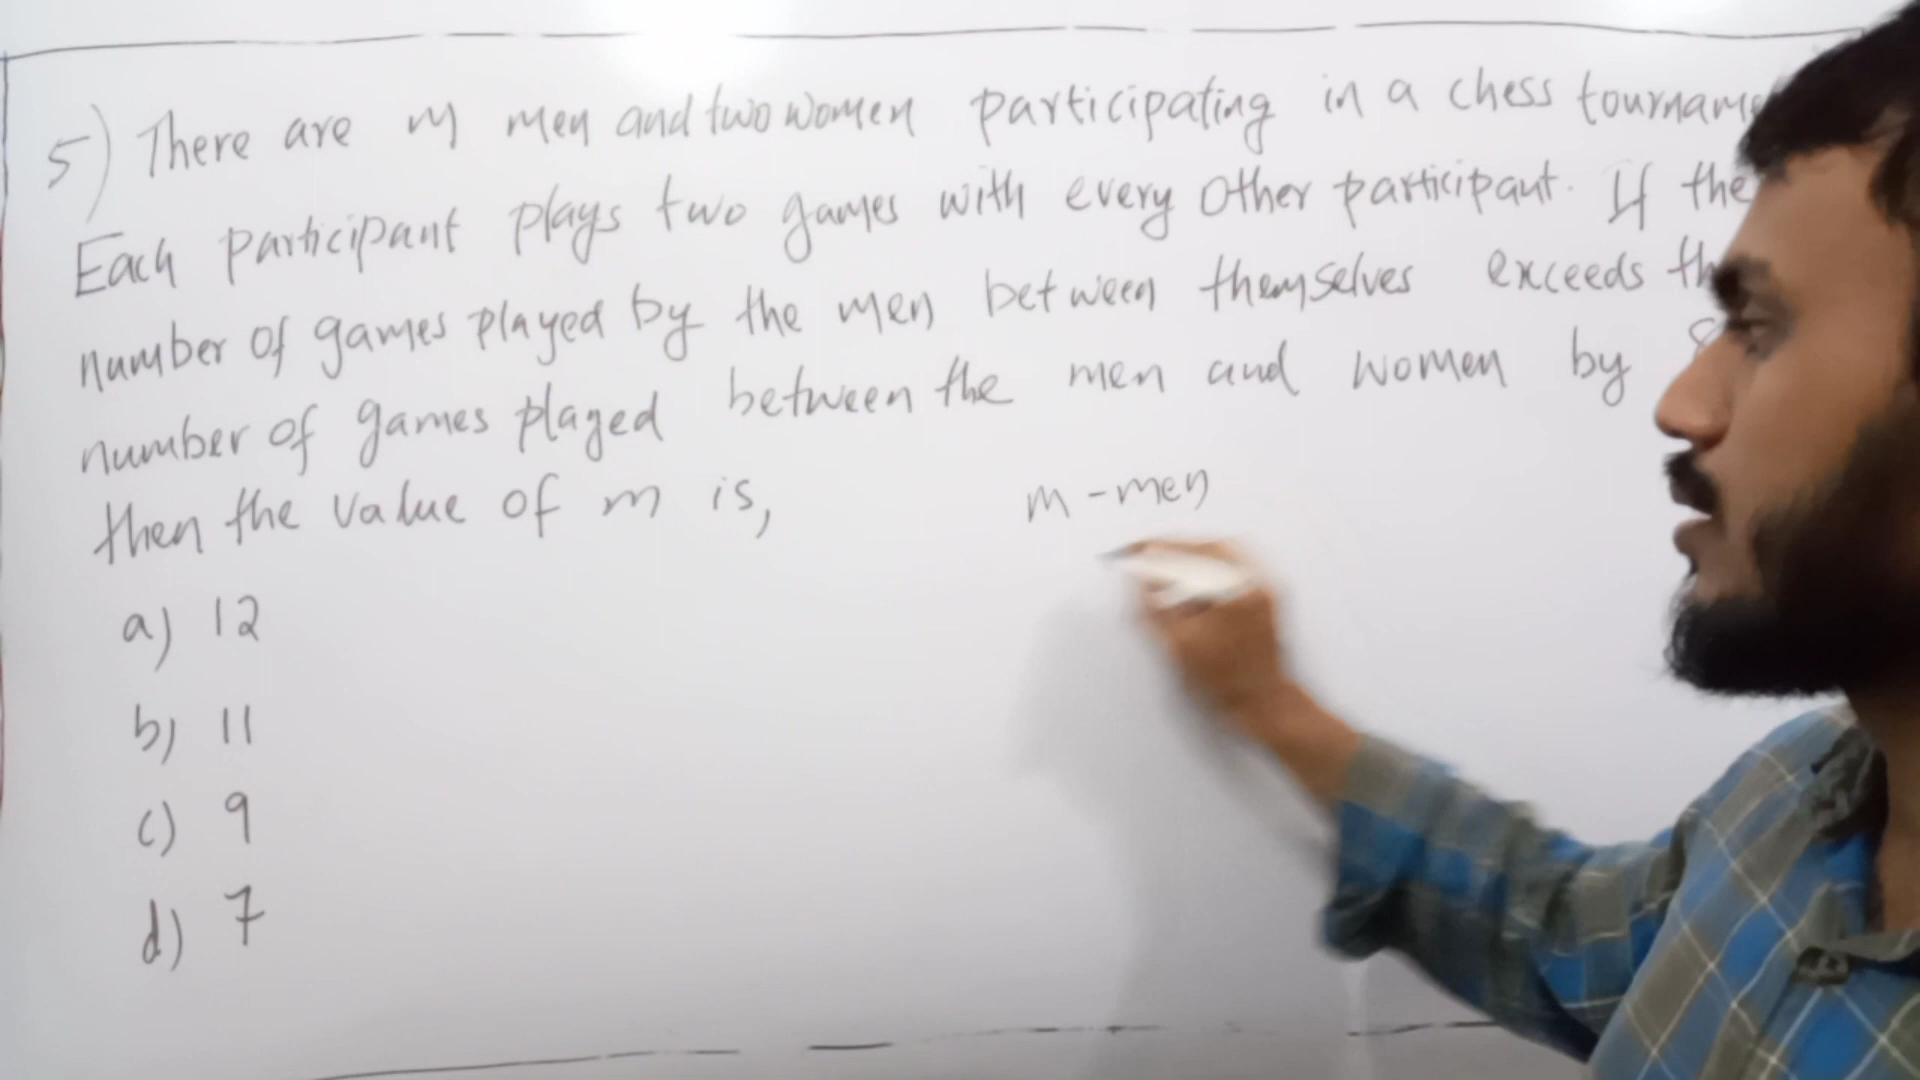 5) There are m men and two women participating in a chess
Each participant plays two games with every other participant. If the
number of games played by the men between themselves exceeds
number of games played between the men and women by
then the value of m is,
m - men
a) 12
b) 11
c) 9
d) 7